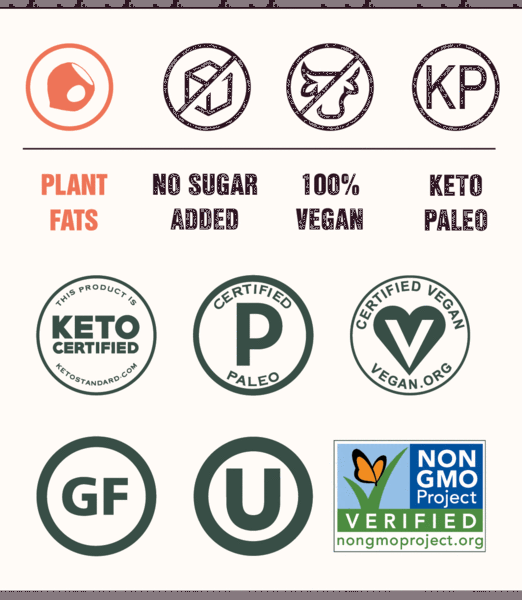 KP
PLANT
FATS
NO SUGAR
ADDED
100%
VEGAN
KETO
PALEO
THIS PRODUCT IS
KETO
CERTIFIED
KETOSTANDARD.COM
CERTIFIED
P
PALEO
CERTIFIED VEGAN
V
VEGAN.ORG
GF
U
NON
GMO
Project
VERIFIED
nongmoproject.org